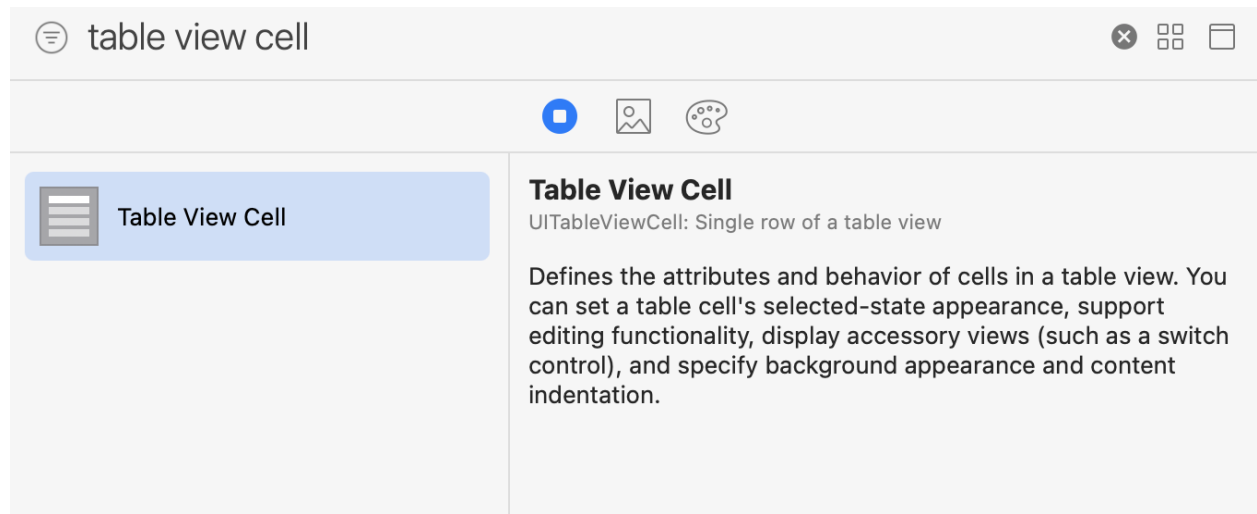 table view cell
Table View Cell
Table View Cell
UITableViewCell: Single row of a table view
Defines the attributes and behavior of cells in a table view. You
can set a table cell's selected-state appearance, support
editing functionality, display accessory views (such as a switch
control), and specify background appearance and content
indentation.